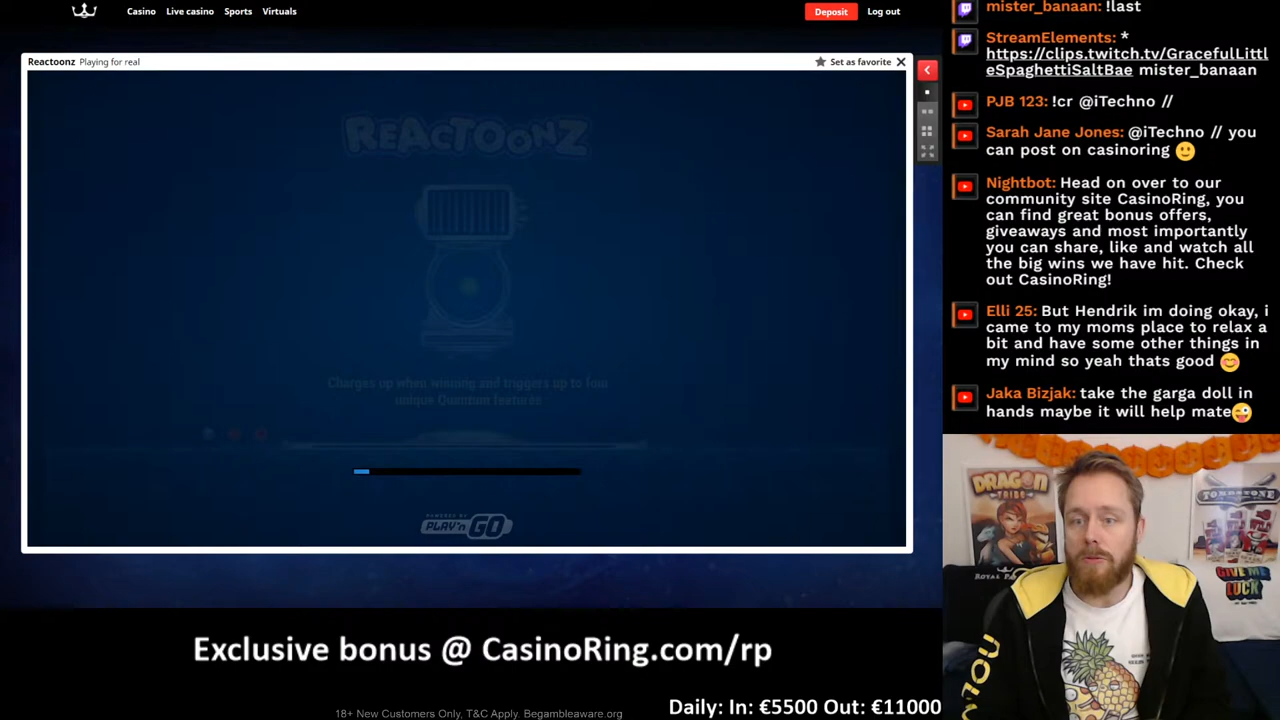 Casino Live casino Sports Virtuals Deposit Log out
Reactoonz Playing for real Set as favorite
REACTOONZ
Charges up when winning and triggers up to four
unique Quantum features
POWERED BY
PLAY'n GO
Exclusive bonus @ CasinoRing.com/rp
Daily: In: €5500 Out: €11000
18+ New Customers Only, T&C Apply. Begambleaware.org
mister_banaan: !last
StreamElements: *
https://clips.twitch.tv/GracefulLittl
eSpaghettiSaltBae mister_banaan
PJB 123: !cr @iTechno //
Sarah Jane Jones: @iTechno // you
can post on casinoring
Nightbot: Head on over to our
community site CasinoRing, you
can find great bonus offers,
giveaways and most importantly
you can share, like and watch all
the big wins we have hit. Check
out CasinoRing!
Elli 25: But Hendrik im doing okay, i
came to my moms place to relax a
bit and have some other things in
my mind so yeah thats good
Jaka Bizjak: take the garga doll in
hands maybe it will help mate
DRAGON
TRIBE
TOMBSTONE
GIVE ME
LUCK